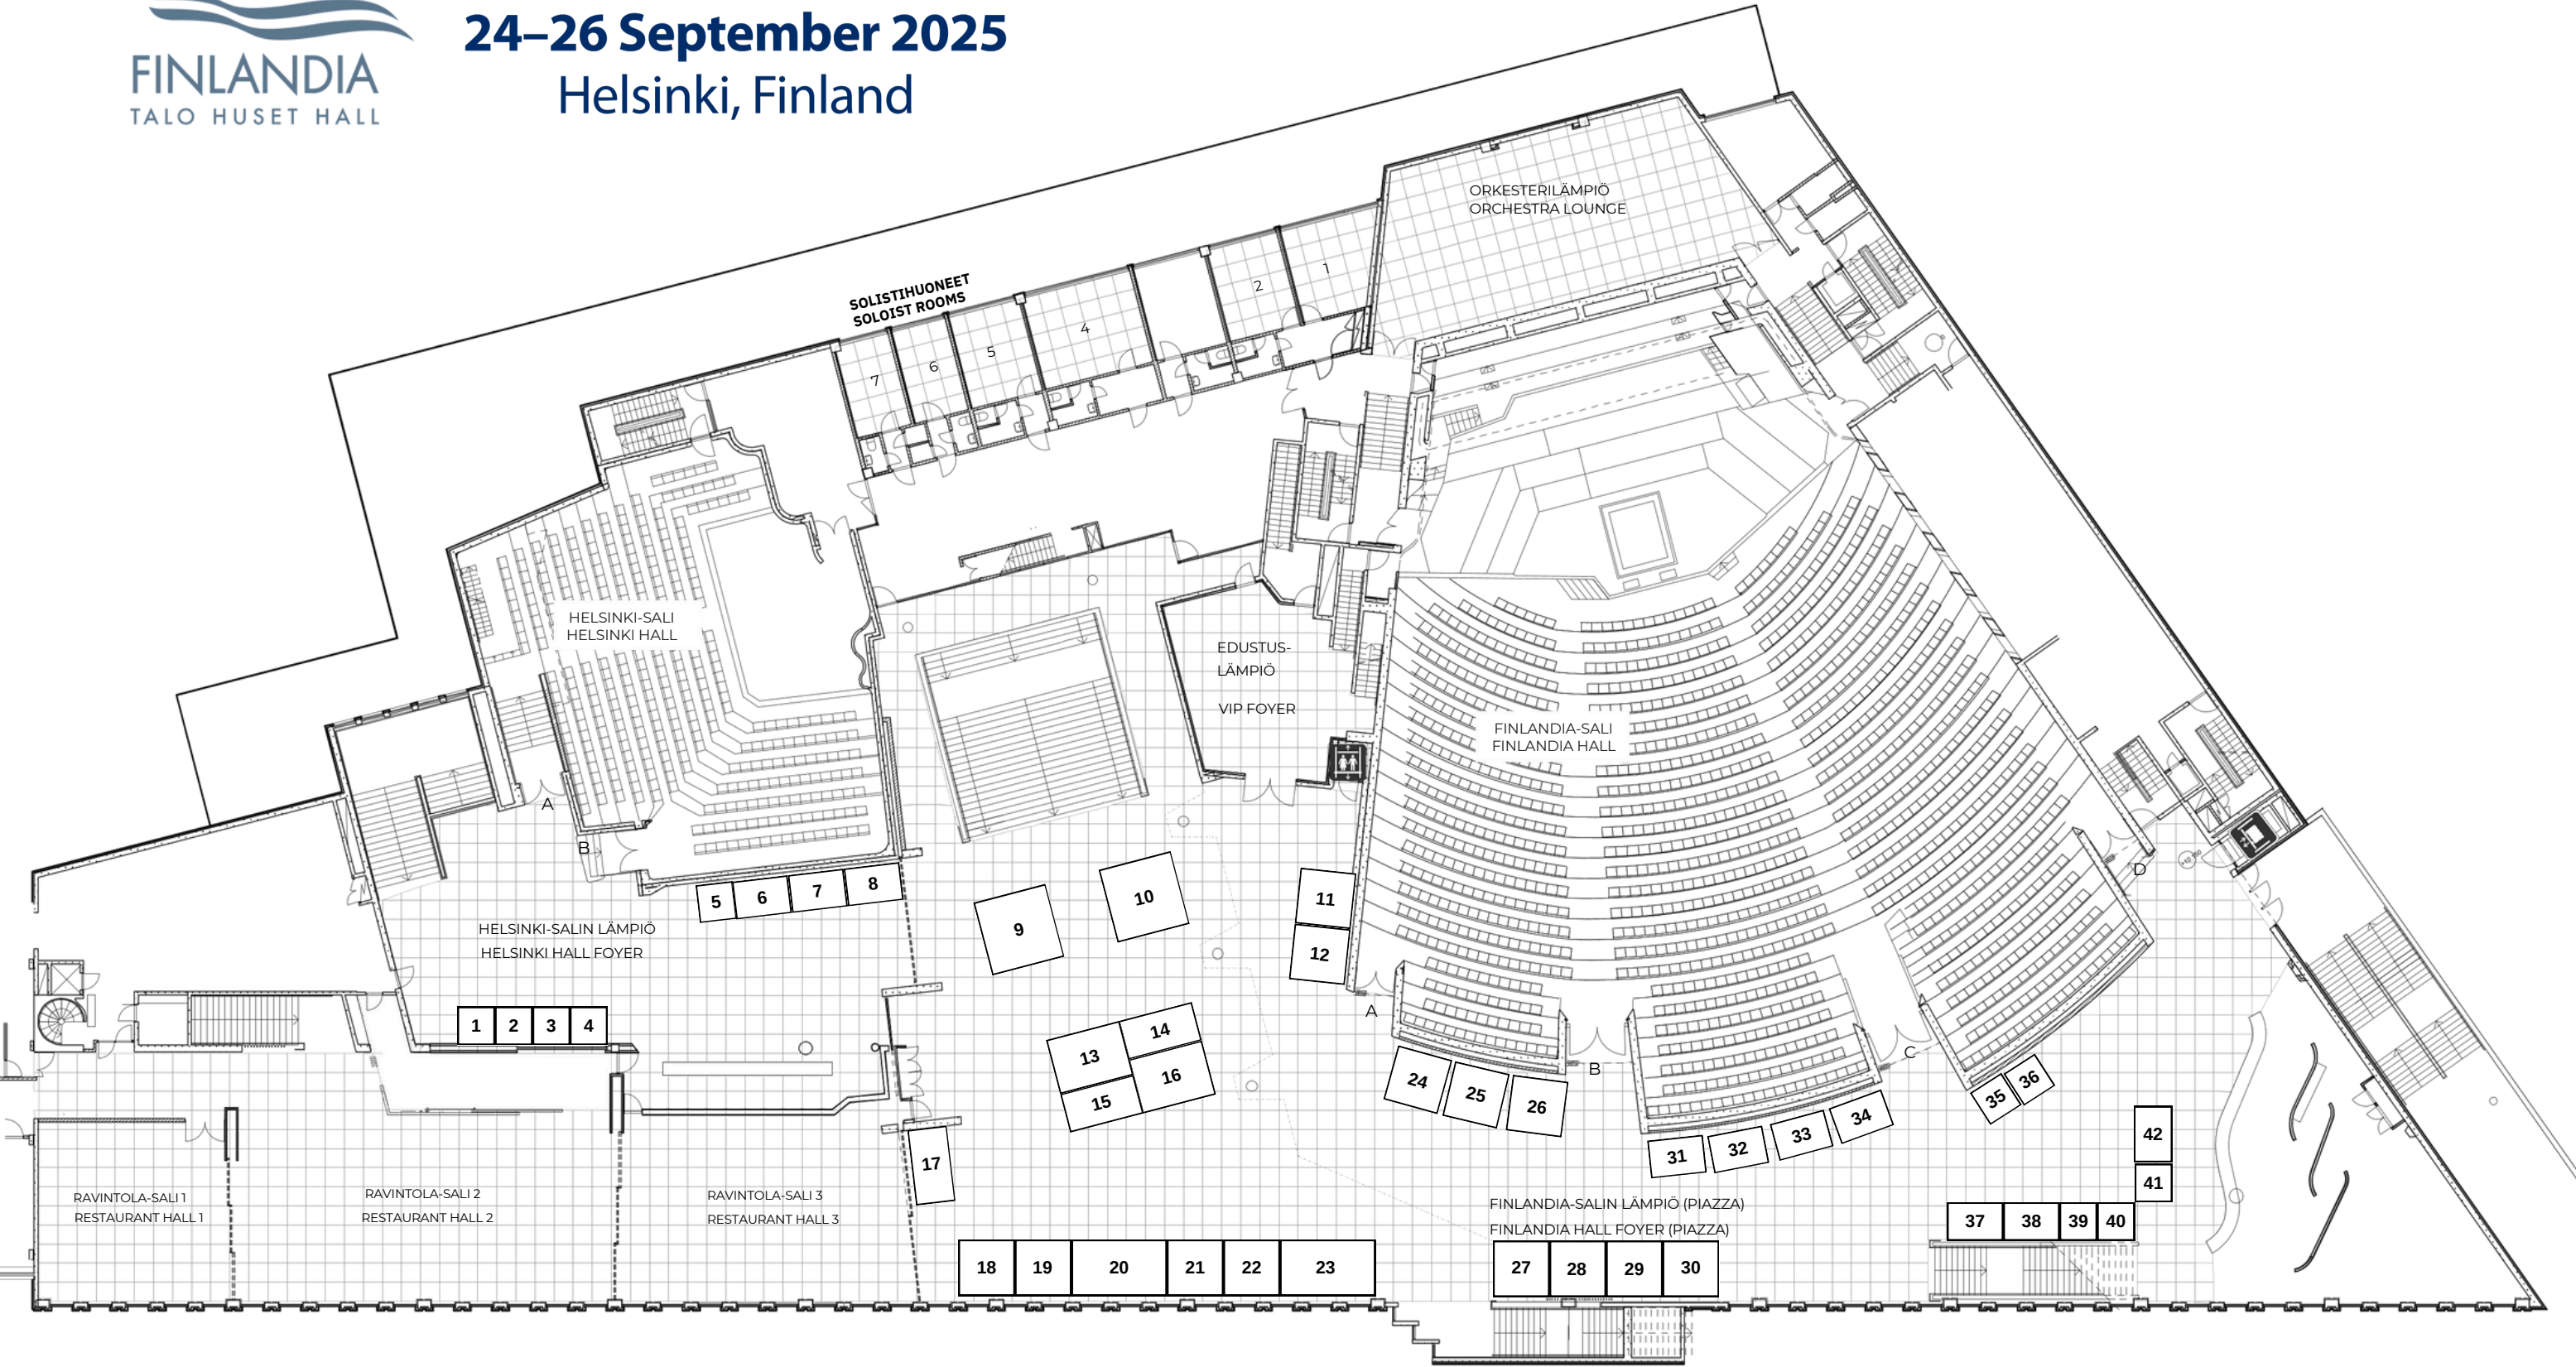 FINLANDIA
TALO HUSET HALL
24–26 September 2025
Helsinki, Finland
ORKESTERILÄMPIÖ
ORCHESTRA LOUNGE
SOLISTIHUONEET
SOLOIST ROOMS
7
6
5
4
2
1
HELSINKI-SALI
HELSINKI HALL
EDUSTUS-
LÄMPIÖ
VIP FOYER
FINLANDIA-SALI
FINLANDIA HALL
A
B
D
5
6
7
8
9
10
11
12
HELSINKI-SALIN LÄMPIÖ
HELSINKI HALL FOYER
1
2
3
4
13
14
15
16
A
B
C
24
25
26
31
32
33
34
35
36
17
42
41
RAVINTOLA-SALI 1
RESTAURANT HALL 1
RAVINTOLA-SALI 2
RESTAURANT HALL 2
RAVINTOLA-SALI 3
RESTAURANT HALL 3
FINLANDIA-SALIN LÄMPIÖ (PIAZZA)
FINLANDIA HALL FOYER (PIAZZA)
37
38
39
40
18
19
20
21
22
23
27
28
29
30